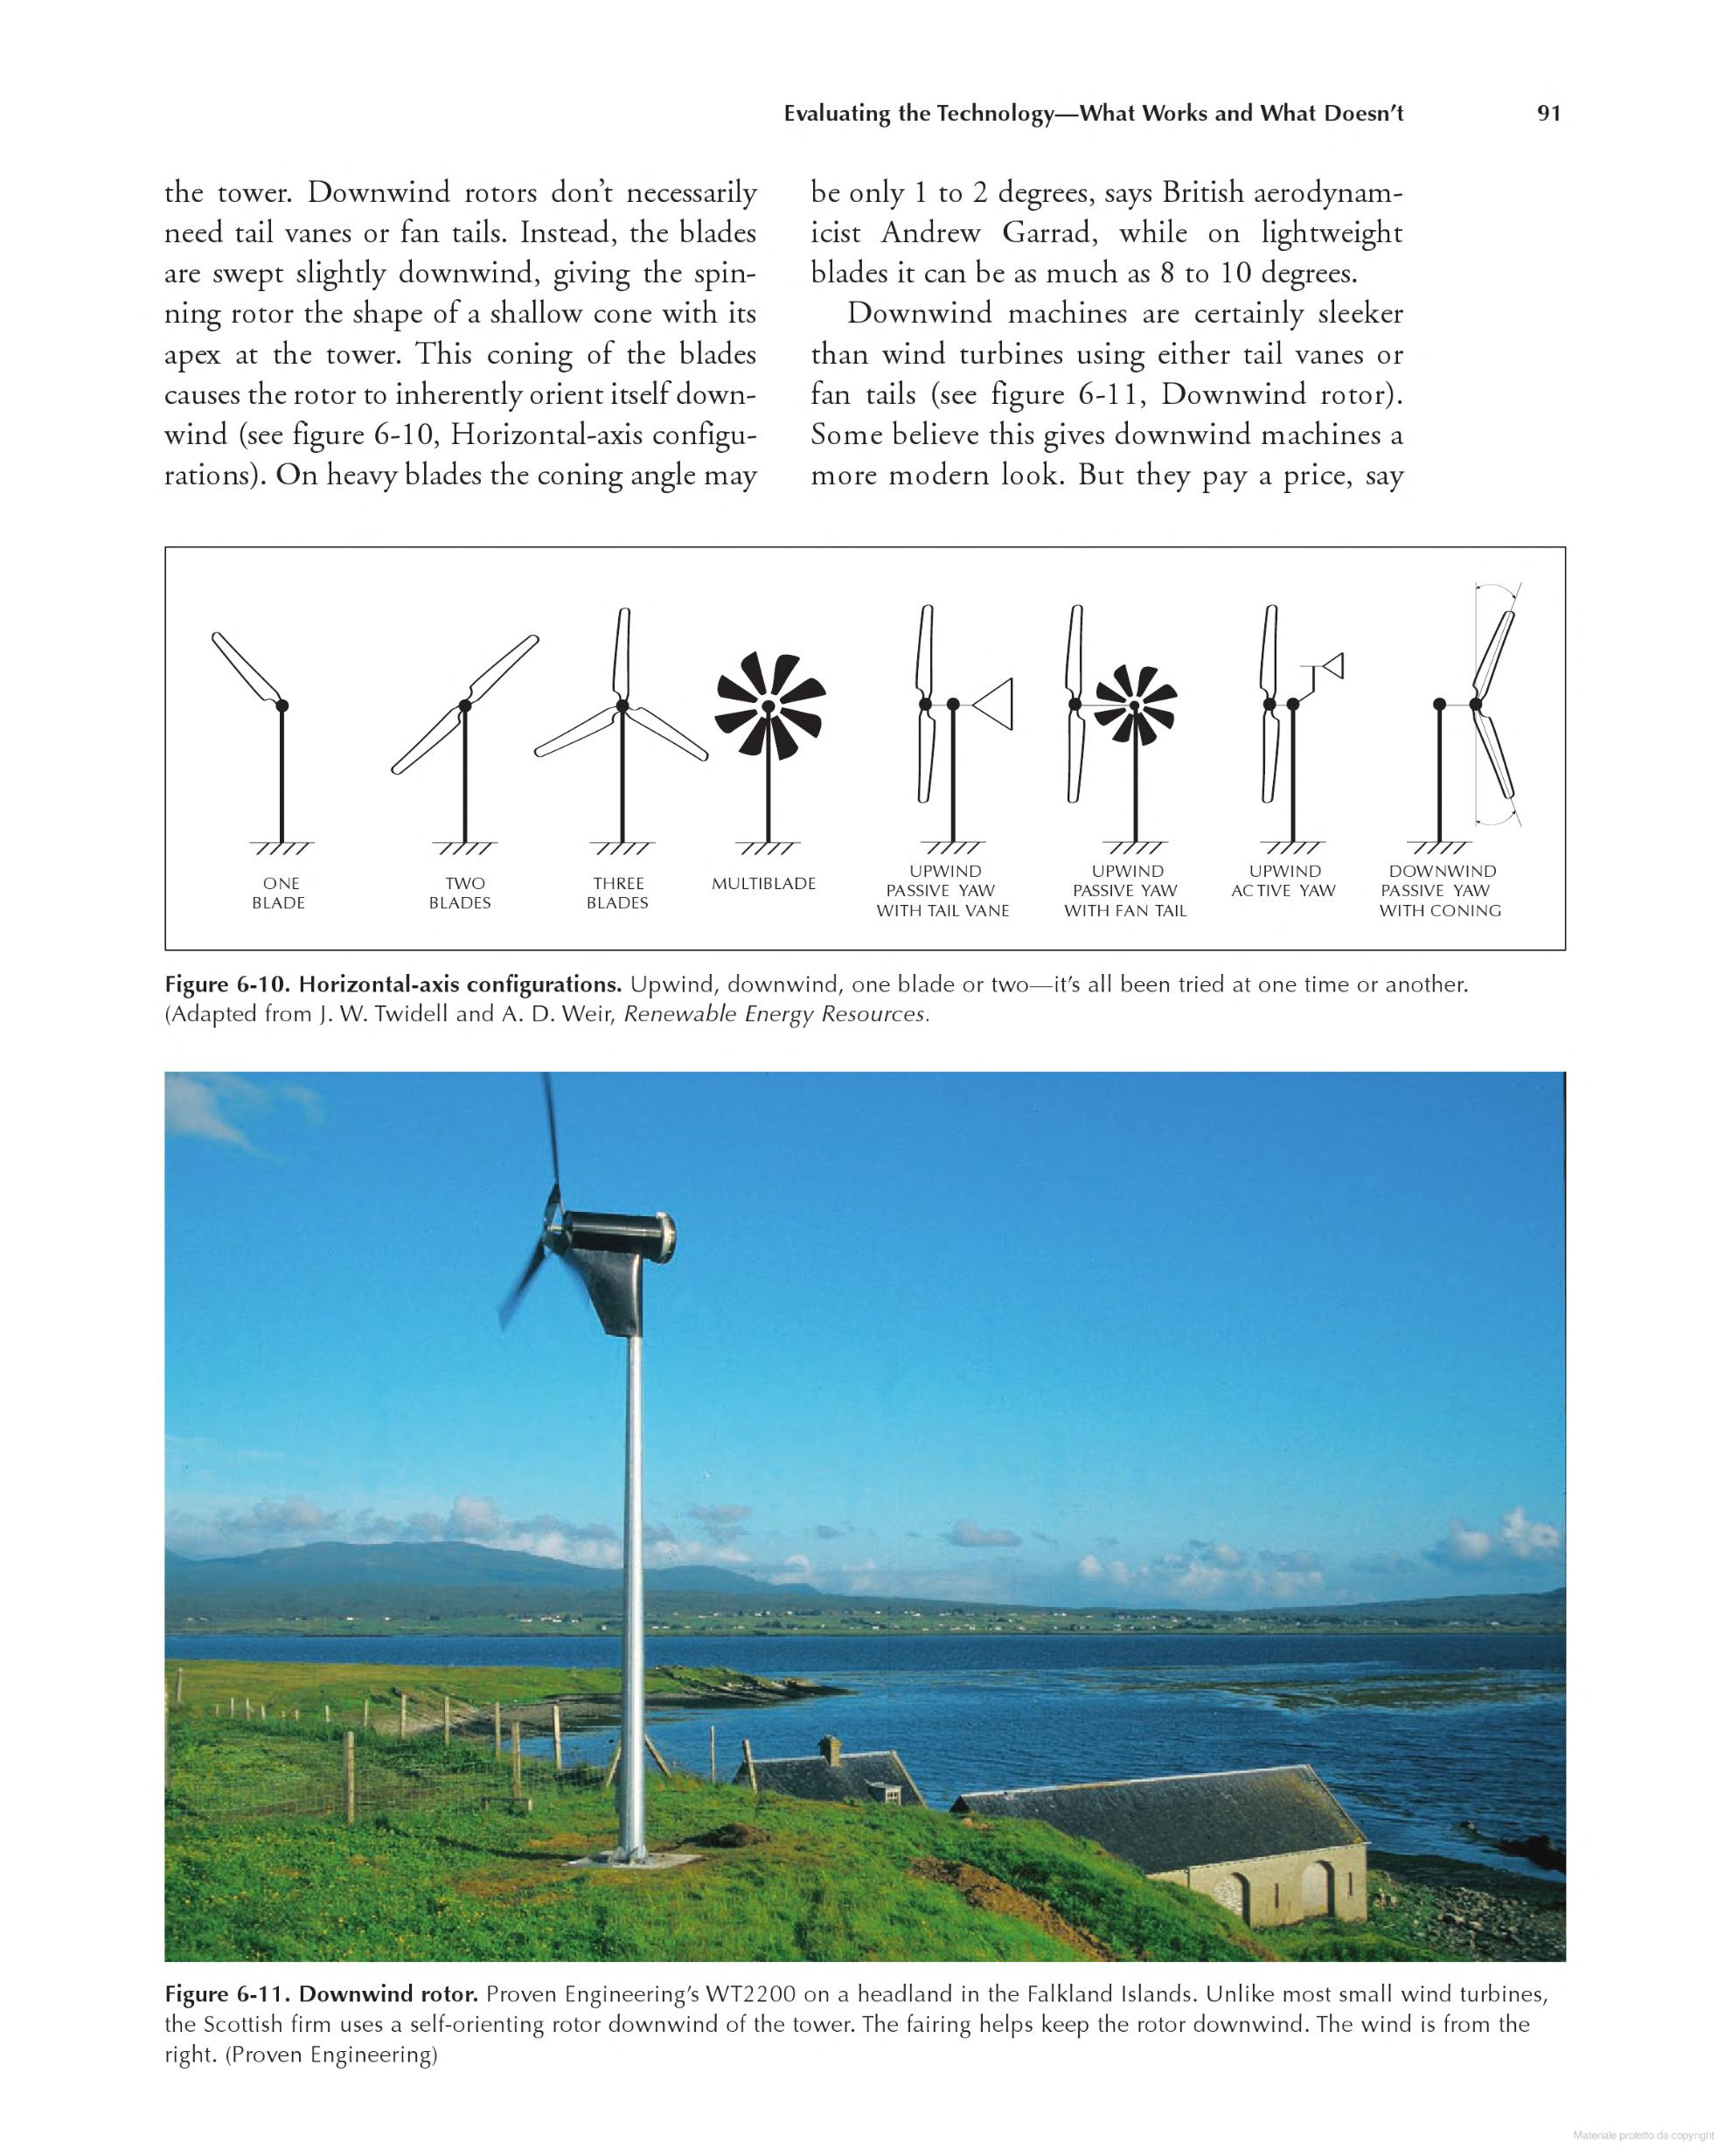 Evaluating the Technology—What Works and What Doesn't 91
the tower. Downwind rotors don't necessarily
need tail vanes or fan tails. Instead, the blades
are swept slightly downwind, giving the spin-
ning rotor the shape of a shallow cone with its
apex at the tower. This coning of the blades
causes the rotor to inherently orient itself down-
wind (see figure 6-10, Horizontal-axis configu-
rations). On heavy blades the coning angle may
be only 1 to 2 degrees, says British aerodynam-
icist Andrew Garrad, while on lightweight
blades it can be as much as 8 to 10 degrees.
Downwind machines are certainly sleeker
than wind turbines using either tail vanes or
fan tails (see figure 6-11, Downwind rotor).
Some believe this gives downwind machines a
more modern look. But they pay a price, say
ONE
BLADE
TWO
BLADES
THREE
BLADES
MULTIBLADE
UPWIND
PASSIVE YAW
WITH TAIL VANE
UPWIND
PASSIVE YAW
WITH FAN TAIL
UPWIND
ACTIVE YAW
DOWNWIND
PASSIVE YAW
WITH CONING
Figure 6-10. Horizontal-axis configurations. Upwind, downwind, one blade or two—it's all been tried at one time or another.
(Adapted from J. W. Twidell and A. D. Weir, Renewable Energy Resources.
Figure 6-11. Downwind rotor. Proven Engineering's WT2200 on a headland in the Falkland Islands. Unlike most small wind turbines,
the Scottish firm uses a self-orienting rotor downwind of the tower. The fairing helps keep the rotor downwind. The wind is from the
right. (Proven Engineering)
Materiale protetto da copyright